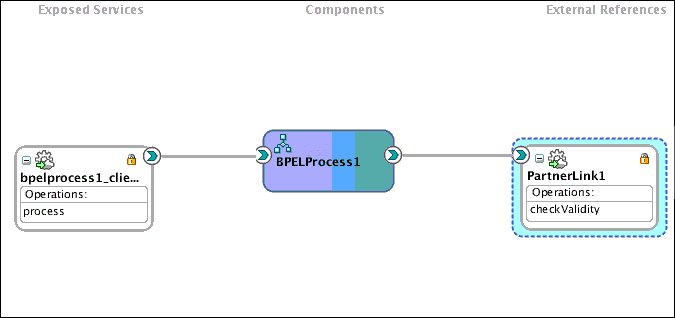 Exposed Services
Components
External References
bpelprocess1_clie...
Operations:
process
BPELProcess1
PartnerLink1
Operations:
checkValidity